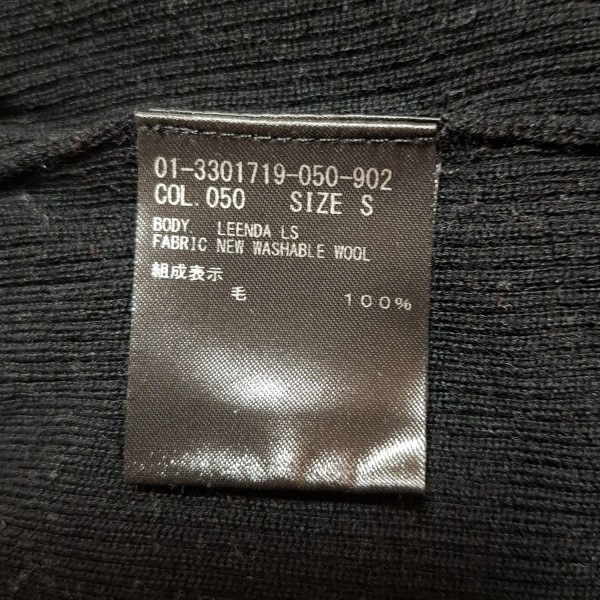 01-3301719-050-902
COL. 050 SIZE S
BODY LEENDA LS
FABRIC NEW WASHABLE WOOL
組成表示
毛 100%